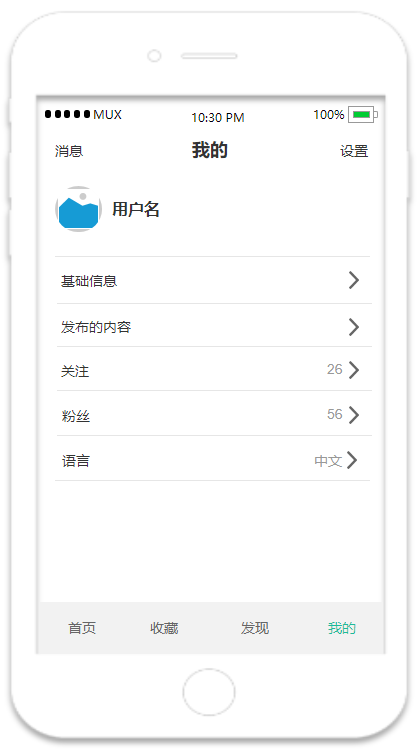 MUX 10:30 PM 100%
消息 我的 设置
用户名
基础信息
发布的内容
关注 26
粉丝 56
语言 中文
首页 收藏 发现 我的